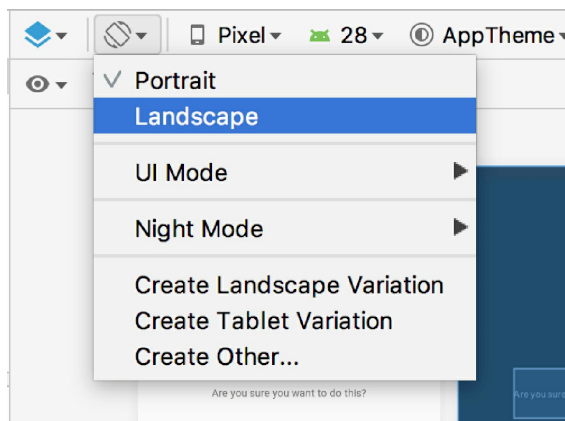 Pixel 28 AppTheme
Portrait
Landscape
UI Mode
Night Mode
Create Landscape Variation
Create Tablet Variation
Create Other...
Are you sure you want to do this?
Are you sure